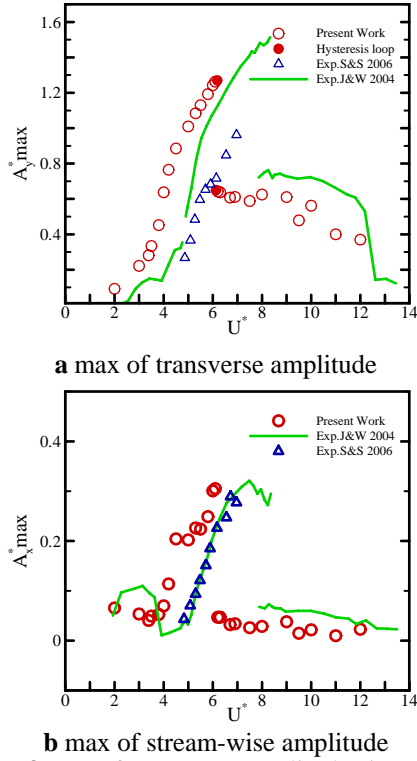 1.6
1.2
0.8
0.4
0
A*y max
Present Work
Hysteresis loop
Exp.S&S 2006
Exp.J&W 2004
2 4 6 8 10 12 14
U*
a max of transverse amplitude
0.4
0.2
0
A*x max
Present Work
Exp.J&W 2004
Exp.S&S 2006
2 4 6 8 10 12 14
U*
b max of stream-wise amplitude